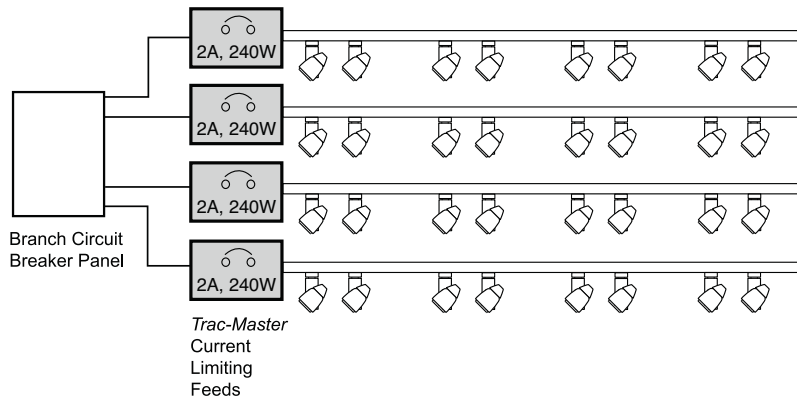 2A, 240W
2A, 240W
2A, 240W
2A, 240W
Branch Circuit
Breaker Panel
Trac-Master
Current
Limiting
Feeds